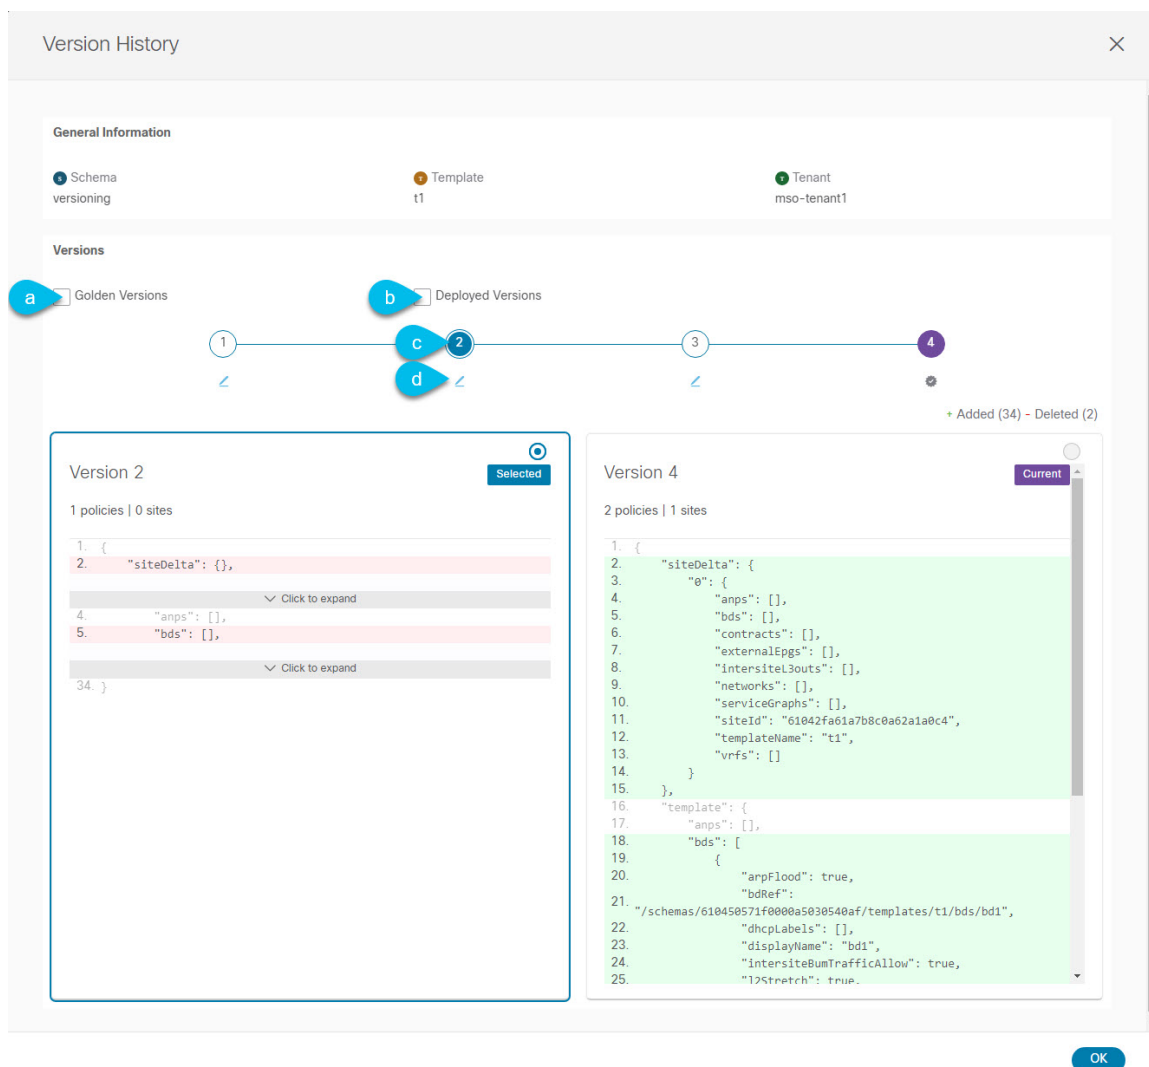 Version History
General Information
S Schema
T Template
T Tenant
versioning
t1
mso-tenant1
Versions
a Golden Versions
b Deployed Versions
1
c 2
3
4
d
+ Added (34) - Deleted (2)
Version 2
Selected
1 policies | 0 sites
1. {
2. "siteDelta": {},
Click to expand
4. "anps": [],
5. "bds": [],
Click to expand
34. }
Version 4
Current
2 policies | 1 sites
1. {
2. "siteDelta": {
3. "0": {
4. "anps": [],
5. "bds": [],
6. "contracts": [],
7. "externalEpgs": [],
8. "intersiteL3outs": [],
9. "networks": [],
10. "serviceGraphs": [],
11. "siteId": "61042fa61a7b8c0a62a1a0c4",
12. "templateName": "t1",
13. "vrfs": []
14. }
15. },
16. "template": {
17. "anps": [],
18. "bds": [
19. {
20. "arpFlood": true,
"bdRef":
21. "/schemas/610450571f0000a5030540af/templates/t1/bds/bd1",
22. "dhcpLabels": [],
23. "displayName": "bd1",
24. "intersiteBumTrafficAllow": true,
25. "l2Stretch": true,
OK